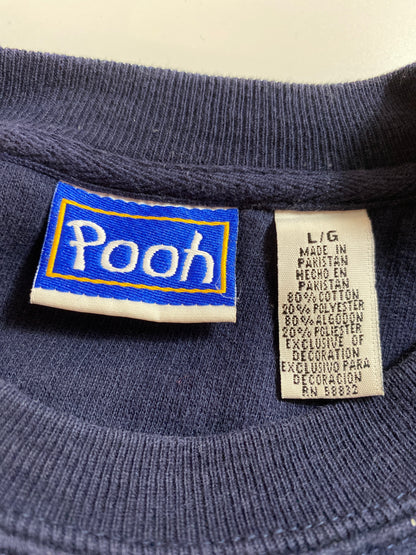 Pooh
L/G
MADE IN
PAKISTAN
HECHO EN
PAKISTAN
80% COTTON
20% POLYESTER
80% ALGODON
20% POLIESTER
EXCLUSIVE OF
DECORATION
EXCLUSIVO PARA
DECORACION
RN 58832